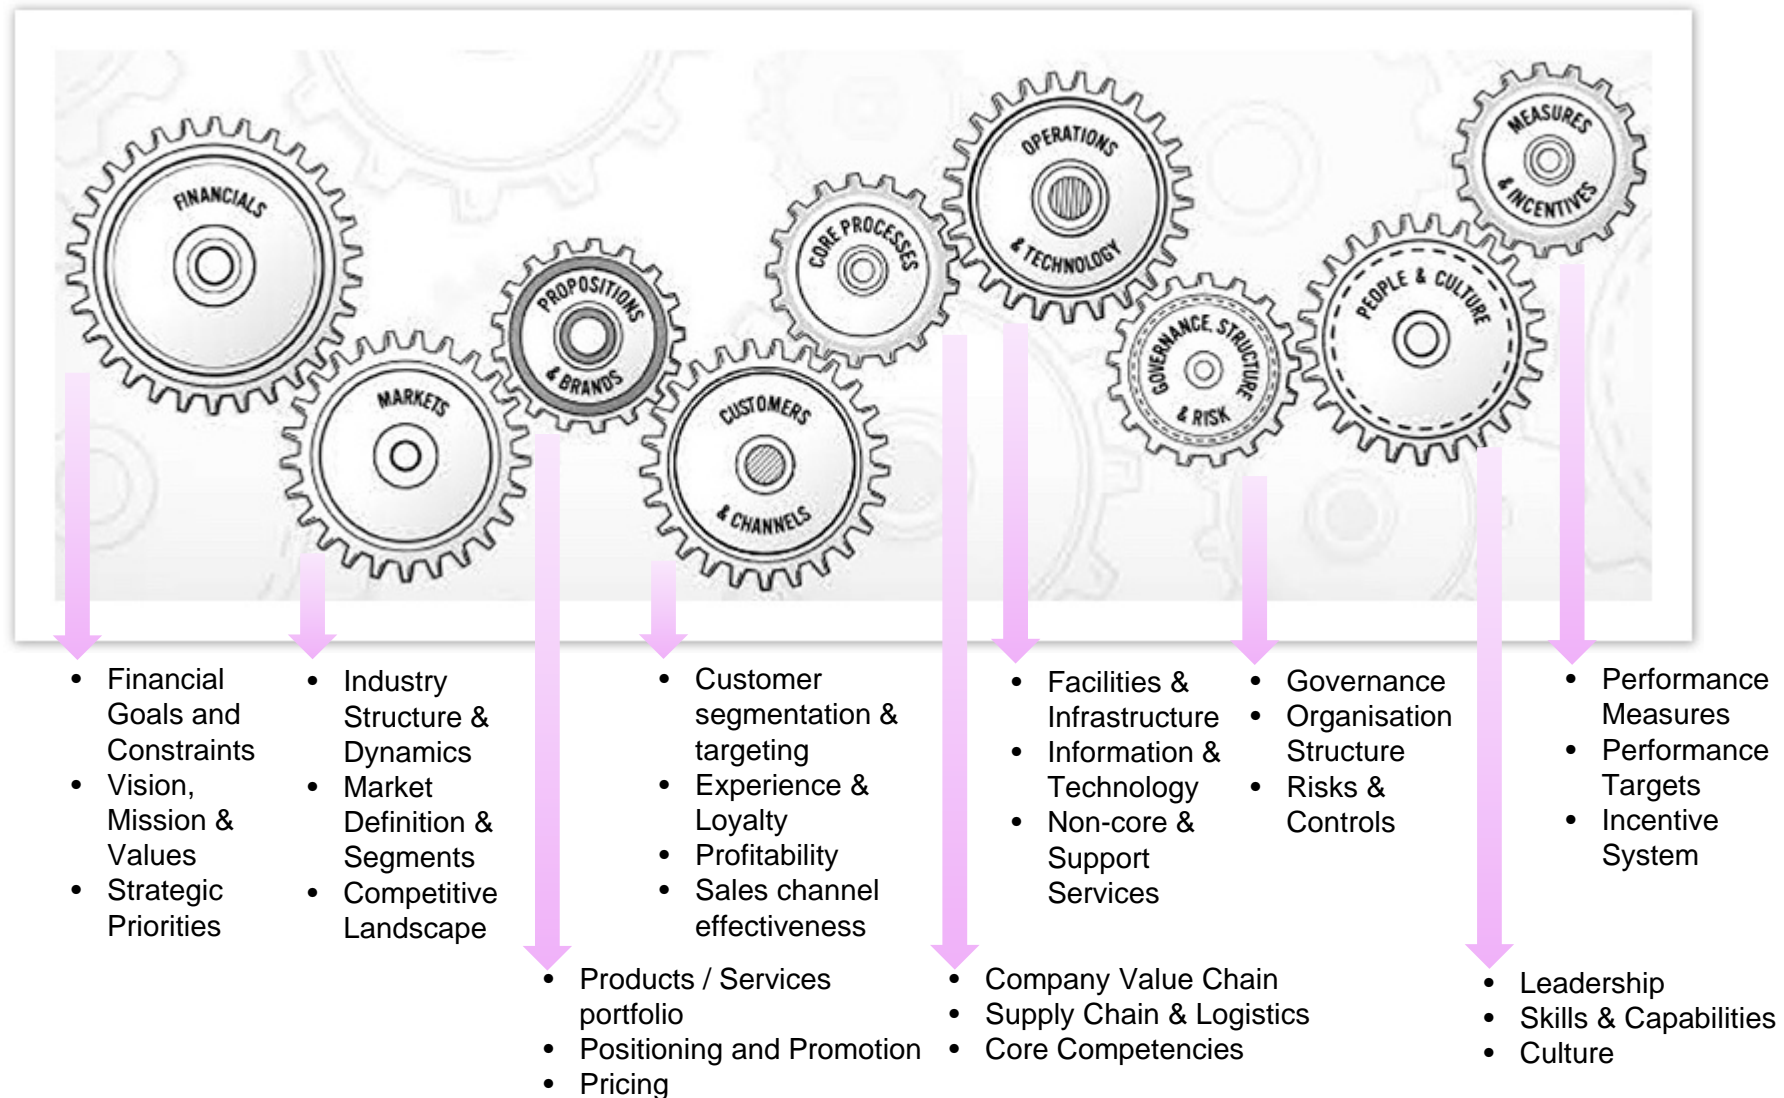 FINANCIALS
MARKETS
PROPOSITIONS
& BRANDS
CUSTOMERS
& CHANNELS
CORE PROCESSES
OPERATIONS
& TECHNOLOGY
GOVERNANCE, STRUCTURE
& RISK
PEOPLE & CULTURE
MEASURES
& INCENTIVES
• Financial
Goals and
Constraints
• Vision,
Mission &
Values
• Strategic
Priorities
• Industry
Structure &
Dynamics
• Market
Definition &
Segments
• Competitive
Landscape
• Products / Services
portfolio
• Positioning and Promotion
• Pricing
• Customer
segmentation &
targeting
• Experience &
Loyalty
• Profitability
• Sales channel
effectiveness
• Company Value Chain
• Supply Chain & Logistics
• Core Competencies
• Facilities &
Infrastructure
• Information &
Technology
• Non-core &
Support
Services
• Governance
• Organisation
Structure
• Risks &
Controls
• Leadership
• Skills & Capabilities
• Culture
• Performance
Measures
• Performance
Targets
• Incentive
System